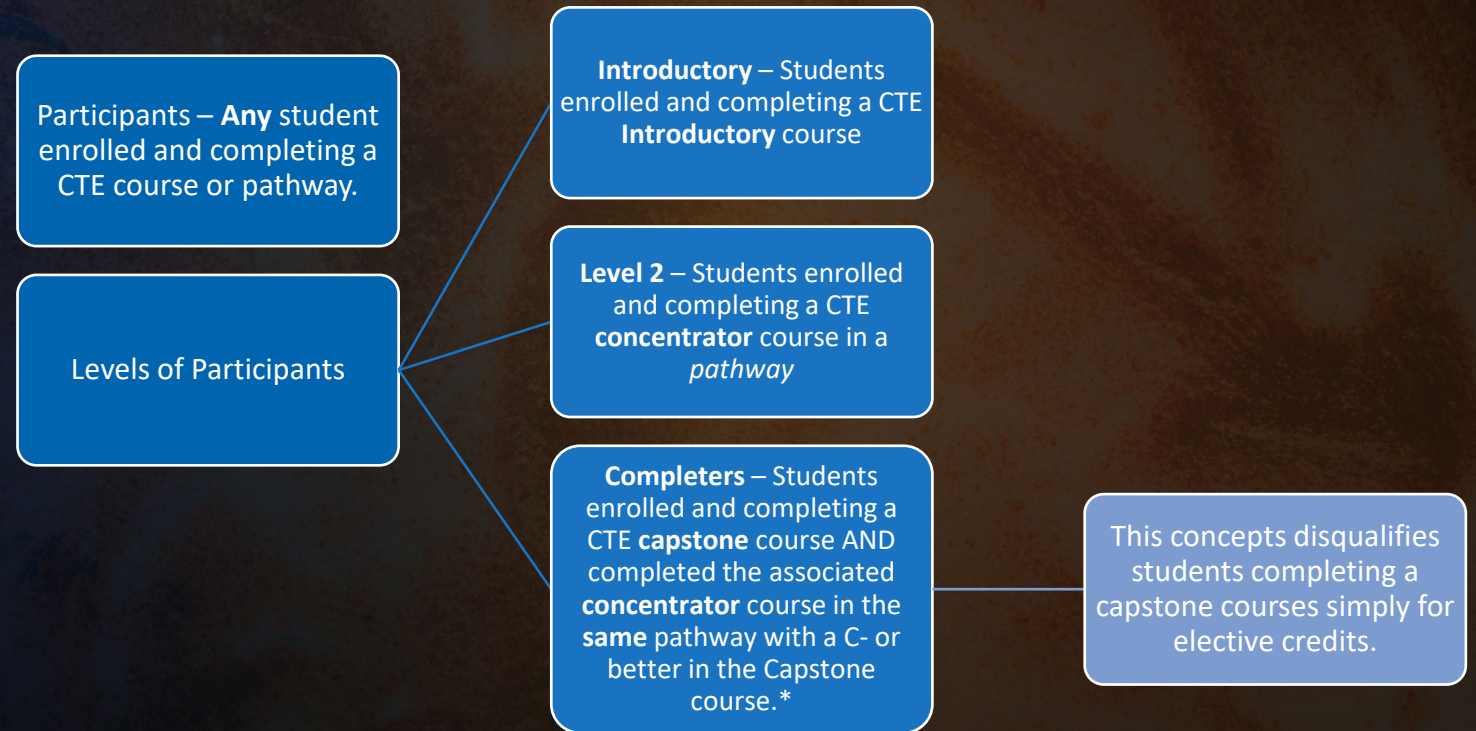 Participants – Any student
enrolled and completing a
CTE course or pathway.
Levels of Participants
Introductory – Students
enrolled and completing a CTE
Introductory course
Level 2 – Students enrolled
and completing a CTE
concentrator course in a
pathway
Completers – Students
enrolled and completing a
CTE capstone course AND
completed the associated
concentrator course in the
same pathway with a C- or
better in the Capstone
course.*
This concepts disqualifies
students completing a
capstone courses simply for
elective credits.